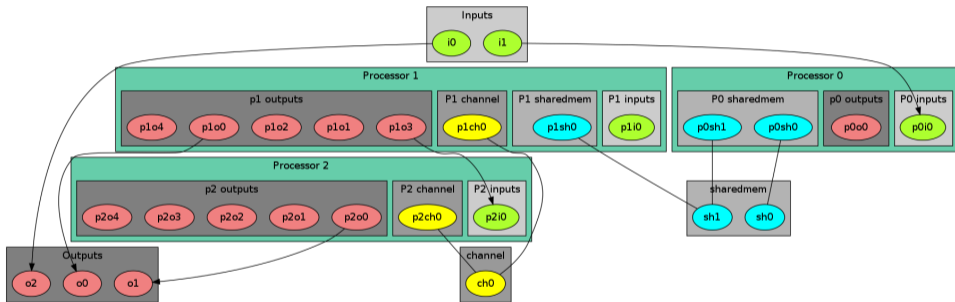 Inputs
i0 i1
Processor 1
Processor 0
p1 outputs
P1 channel
P1 sharedmem
P1 inputs
P0 sharedmem
p0 outputs
P0 inputs
p1o4 p1o0 p1o2 p1o1 p1o3
p1ch0
p1sh0
p1i0
p0sh1 p0sh0
p0o0
p0i0
Processor 2
p2 outputs
P2 channel
P2 inputs
sharedmem
p2o4 p2o3 p2o2 p2o1 p2o0
p2ch0
p2i0
sh1 sh0
Outputs
channel
o2 o0 o1
ch0